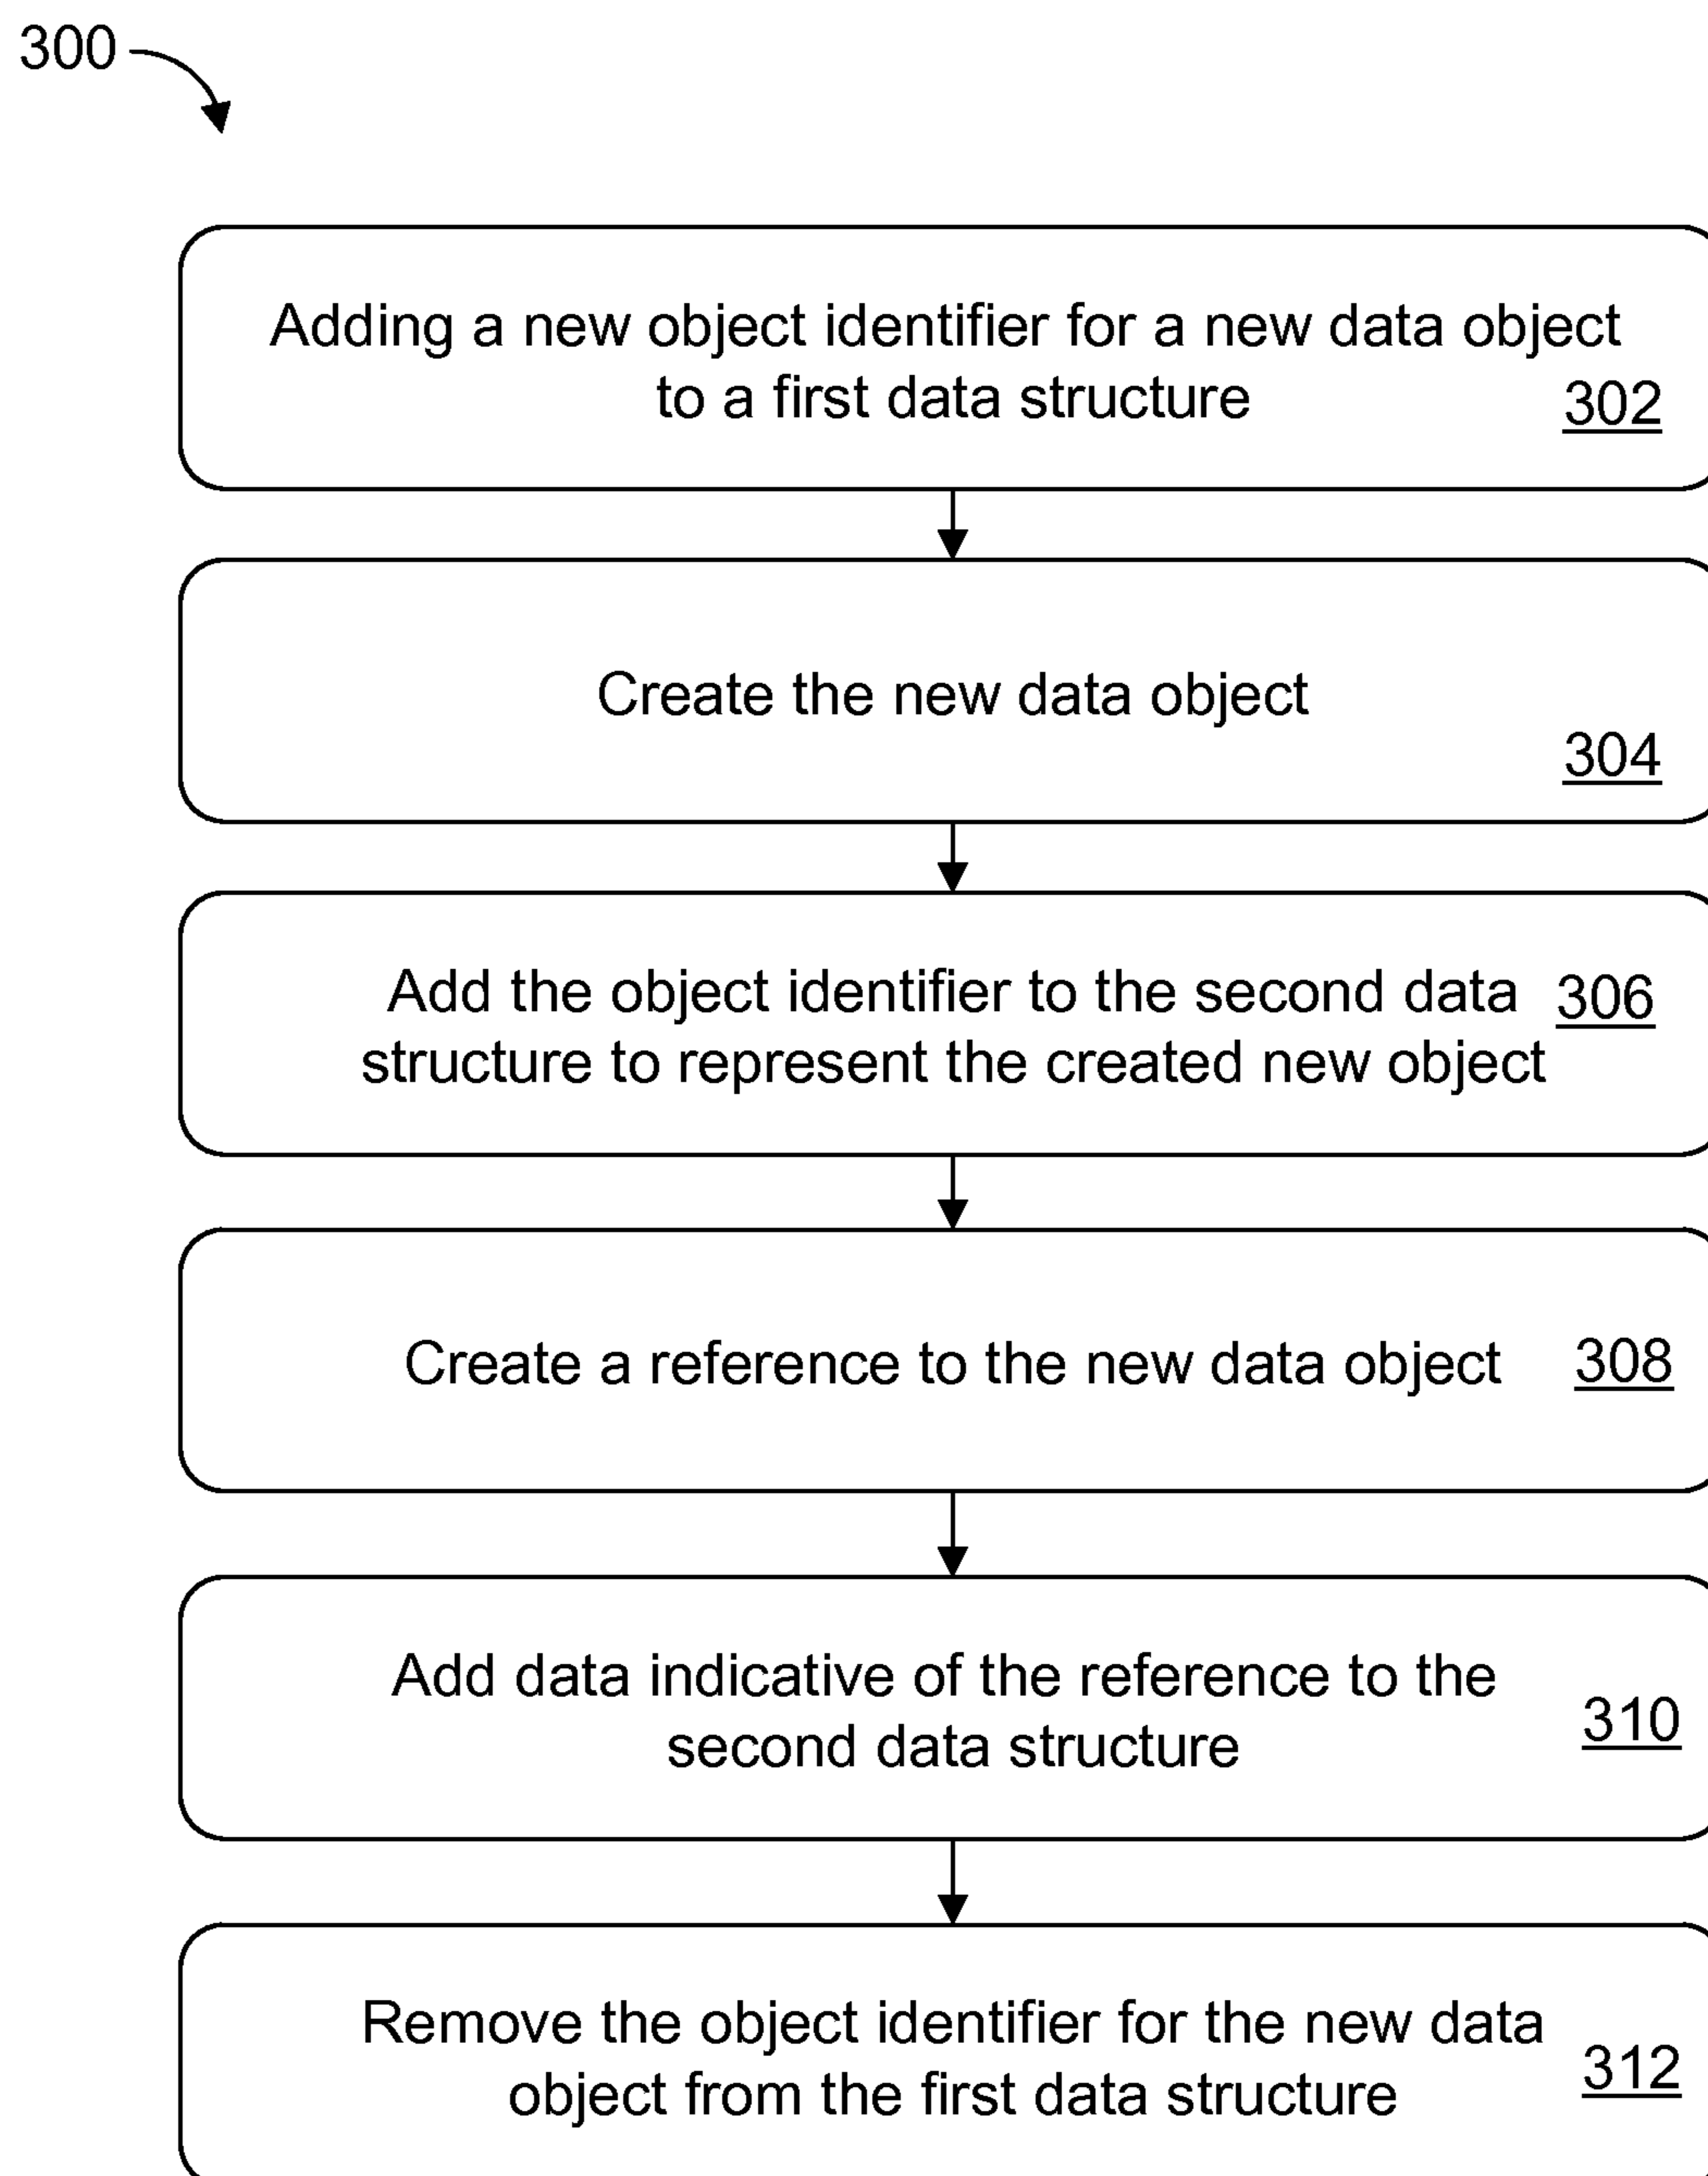 300
Adding a new object identifier for a new data object
to a first data structure
302
Create the new data object
304
Add the object identifier to the second data
306
structure to represent the created new object
Create a reference to the new data object
308
Add data indicative of the reference to the
310
second data structure
Remove the object identifier for the new data
312
object from the first data structure